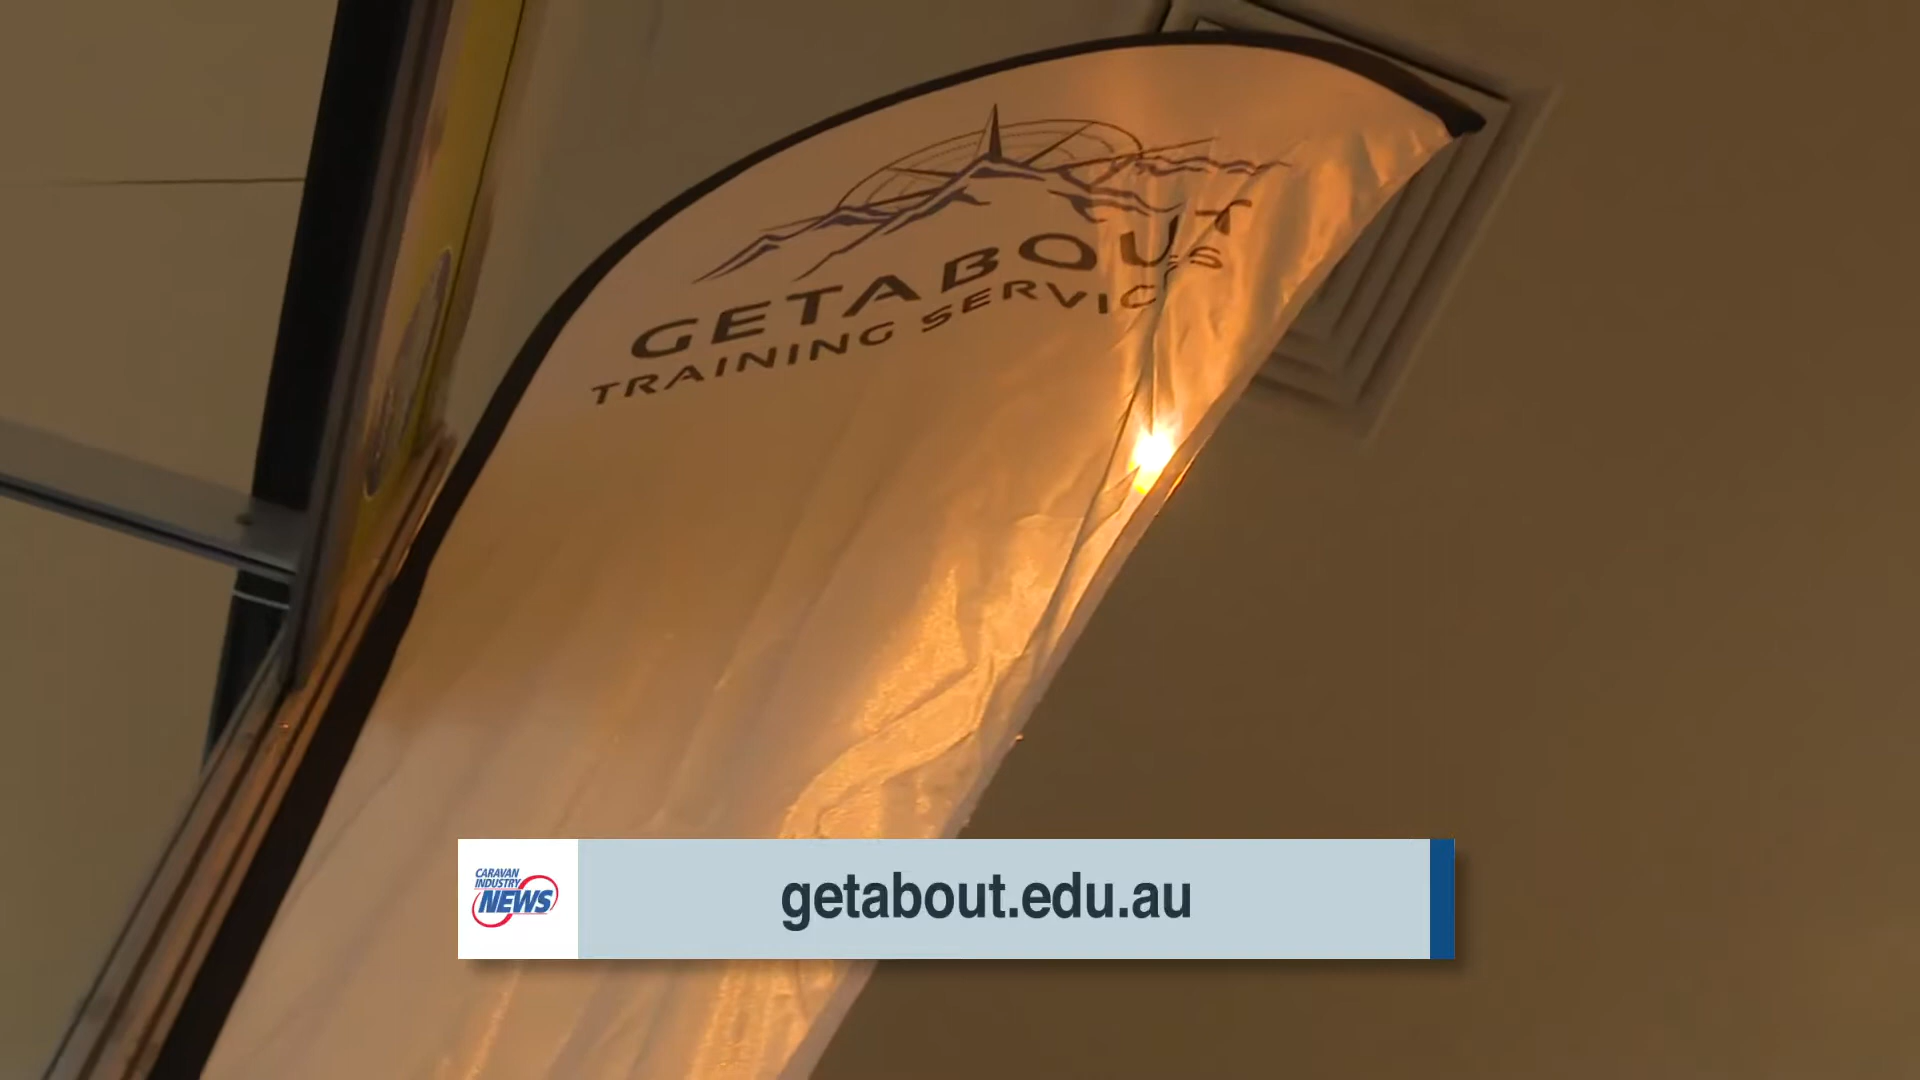 GETABOUT
TRAINING SERVICES
CARAVAN
INDUSTRY
NEWS
getabout.edu.au